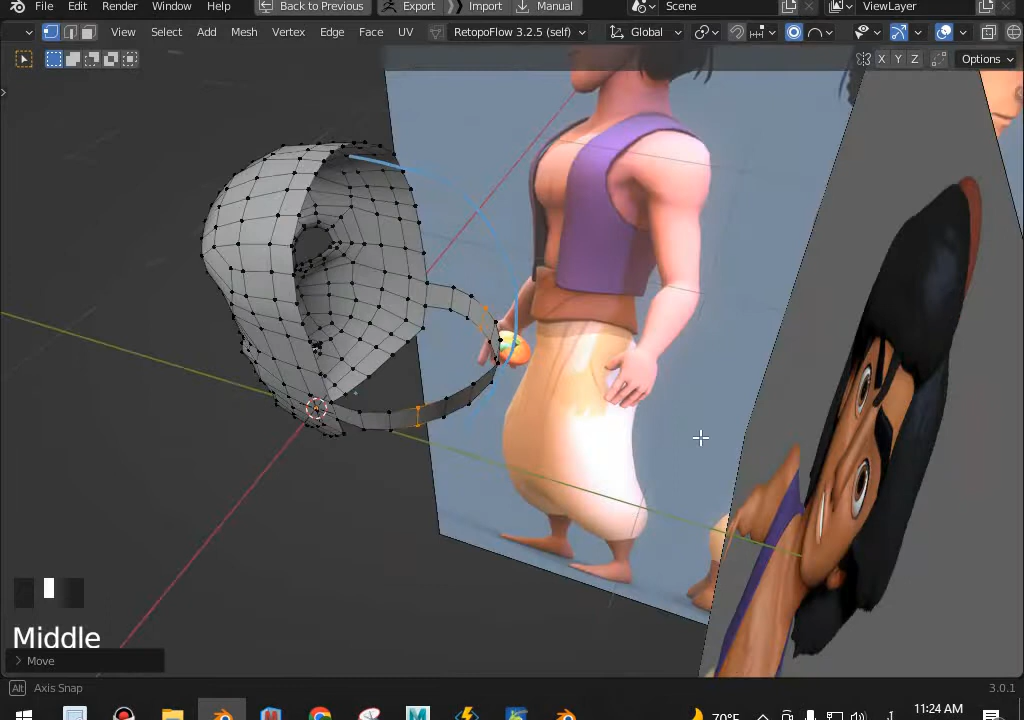 File Edit Render Window Help Back to Previous Export Import Manual Scene ViewLayer
View Select Add Mesh Vertex Edge Face UV RetopoFlow 3.2.5 (self) Global
X Y Z Options
Middle
Move
Alt Axis Snap 3.0.1
70°F 11:24 AM